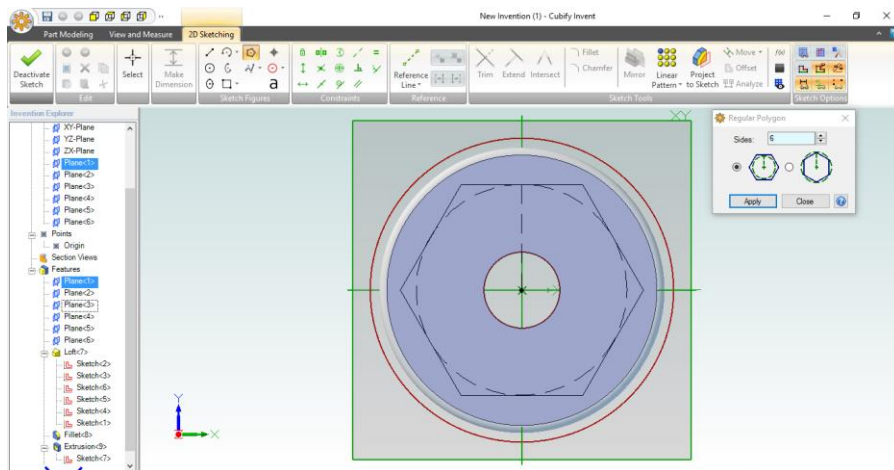 New Invention (1) - Cubify Invent
Part Modeling View and Measure 2D Sketching
Deactivate Sketch
Edit
Select
Make Dimension
Sketch Figures
Constraints
Reference Line
Reference
Trim Extend Intersect
Fillet
Chamfer
Mirror
Linear Pattern
Project to Sketch
Move
Offset
Analyze
f(x)
Sketch Tools
Sketch Options
Invention Explorer
XY-Plane
YZ-Plane
ZX-Plane
Plane<1>
Plane<2>
Plane<3>
Plane<4>
Plane<5>
Plane<6>
Points
Origin
Section Views
Features
Plane<1>
Plane<2>
Plane<3>
Plane<4>
Plane<5>
Plane<6>
Loft<7>
Sketch<2>
Sketch<3>
Sketch<6>
Sketch<5>
Sketch<4>
Sketch<1>
Fillet<8>
Extrusion<9>
Sketch<7>
XY
Y
X
Regular Polygon
Sides: 6
Apply Close